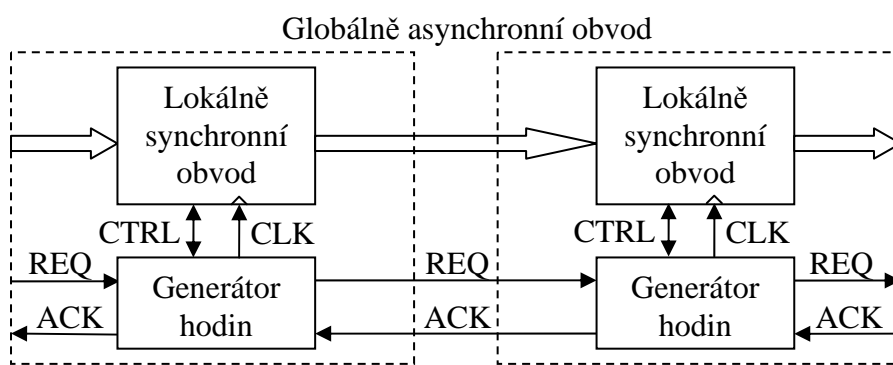 Globálně asynchronní obvod
Lokálně
synchronní
obvod
Lokálně
synchronní
obvod
CTRL
CLK
CTRL
CLK
REQ
REQ
REQ
Generátor
hodin
Generátor
hodin
ACK
ACK
ACK